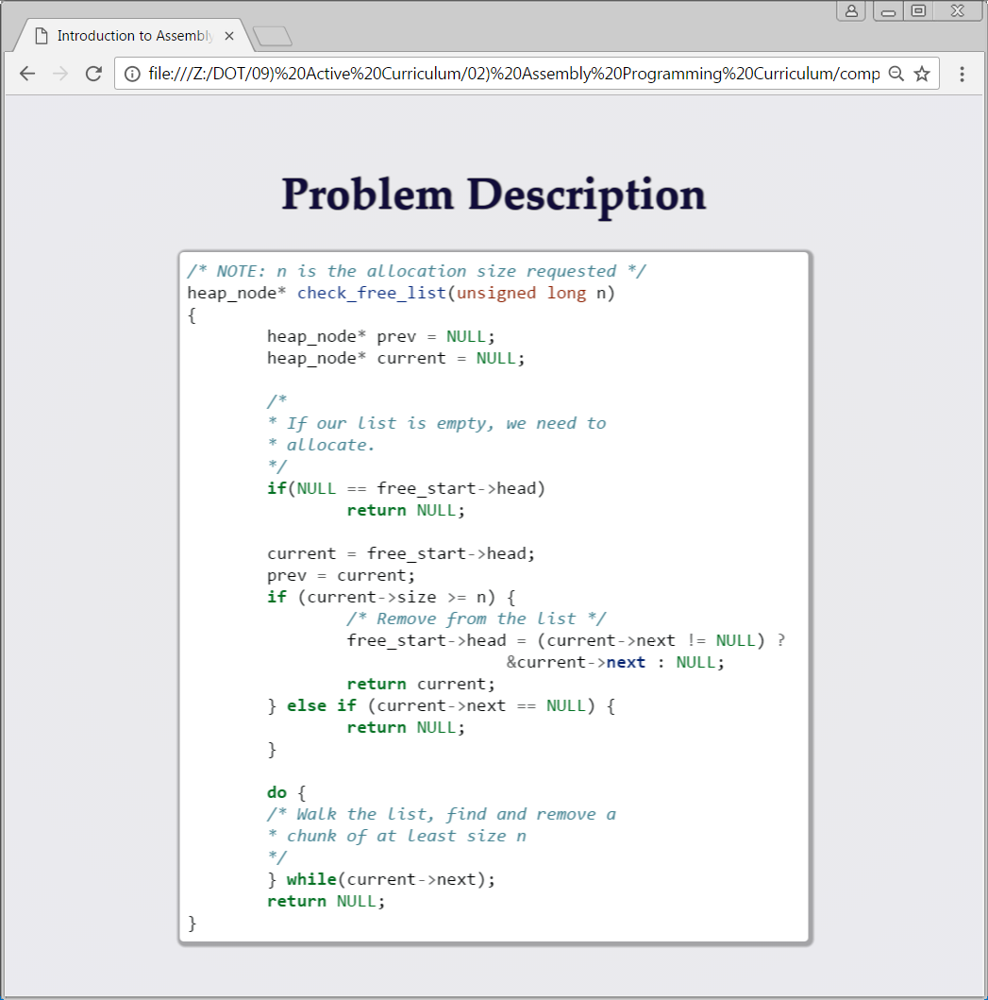 Introduction to Assembly
file:///Z:/DOT/09)%20Active%20Curriculum/02)%20Assembly%20Programming%20Curriculum/comp
Problem Description
/* NOTE: n is the allocation size requested */
heap_node* check_free_list(unsigned long n)
{
heap_node* prev = NULL;
heap_node* current = NULL;
/*
* If our list is empty, we need to
* allocate.
*/
if(NULL == free_start->head)
return NULL;
current = free_start->head;
prev = current;
if (current->size >= n) {
/* Remove from the list */
free_start->head = (current->next != NULL) ?
&current->next : NULL;
return current;
} else if (current->next == NULL) {
return NULL;
}
do {
/* Walk the list, find and remove a
* chunk of at least size n
*/
} while(current->next);
return NULL;
}